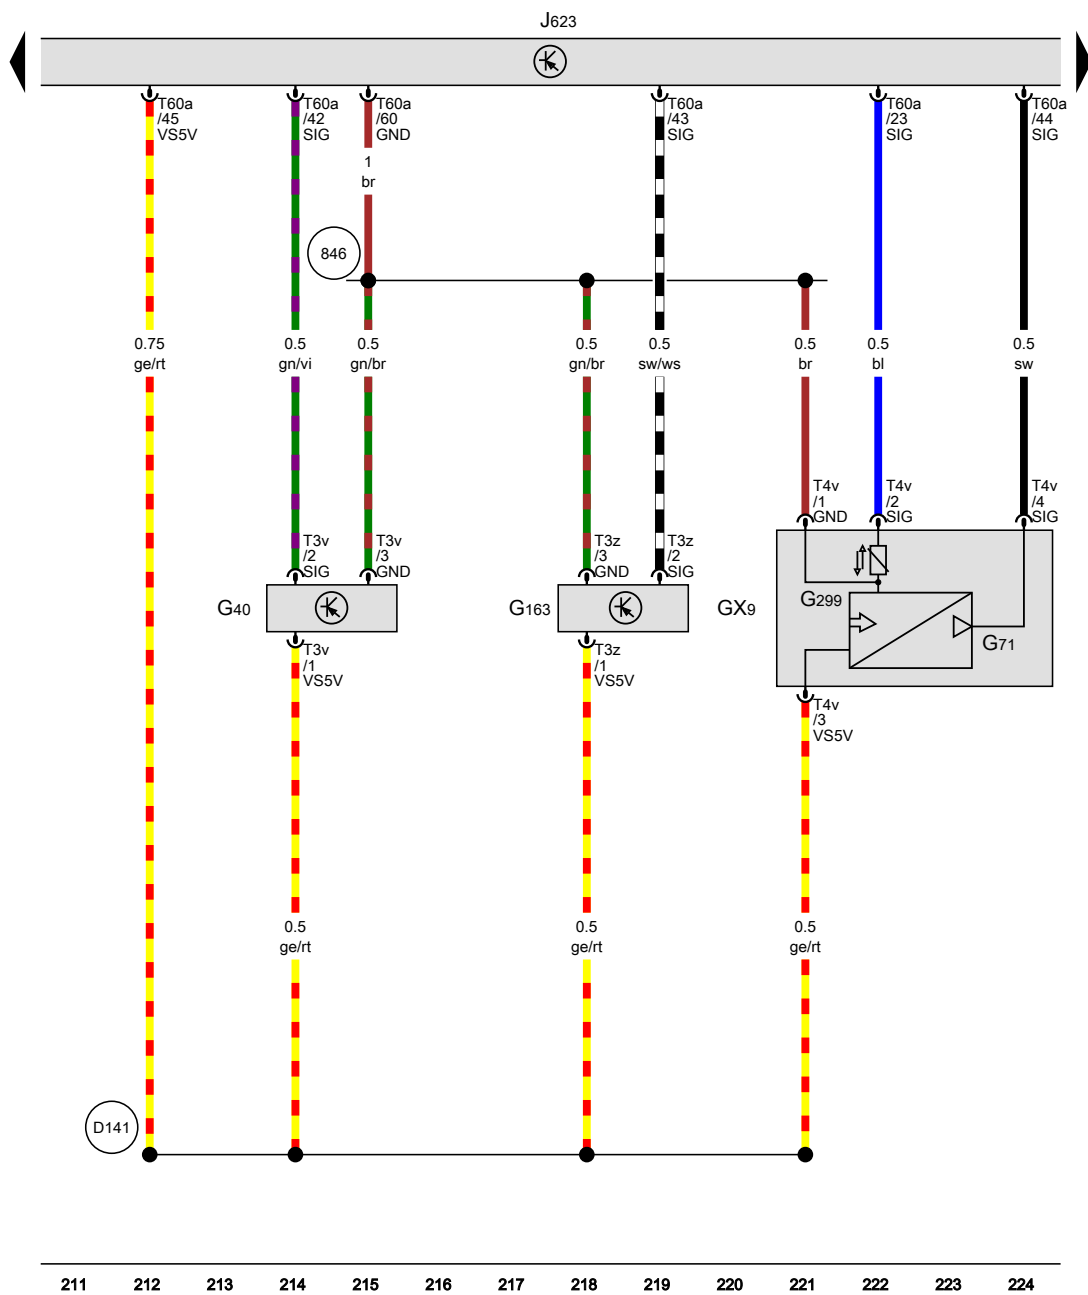 J623
T60a
/45
VS5V
T60a
/42
SIG
T60a
/60
GND
T60a
/43
SIG
T60a
/23
SIG
T60a
/44
SIG
1
br
846
0.75
ge/rt
0.5
gn/vi
0.5
gn/br
0.5
gn/br
0.5
sw/ws
0.5
br
0.5
bl
0.5
sw
T4v
/1
GND
T4v
/2
SIG
T4v
/4
SIG
T3v
/2
SIG
T3v
/3
GND
T3z
/3
GND
T3z
/2
SIG
G40
G163
GX9
G299
G71
T3v
/1
VS5V
T3z
/1
VS5V
T4v
/3
VS5V
0.5
ge/rt
0.5
ge/rt
0.5
ge/rt
D141
211 212 213 214 215 216 217 218 219 220 221 222 223 224